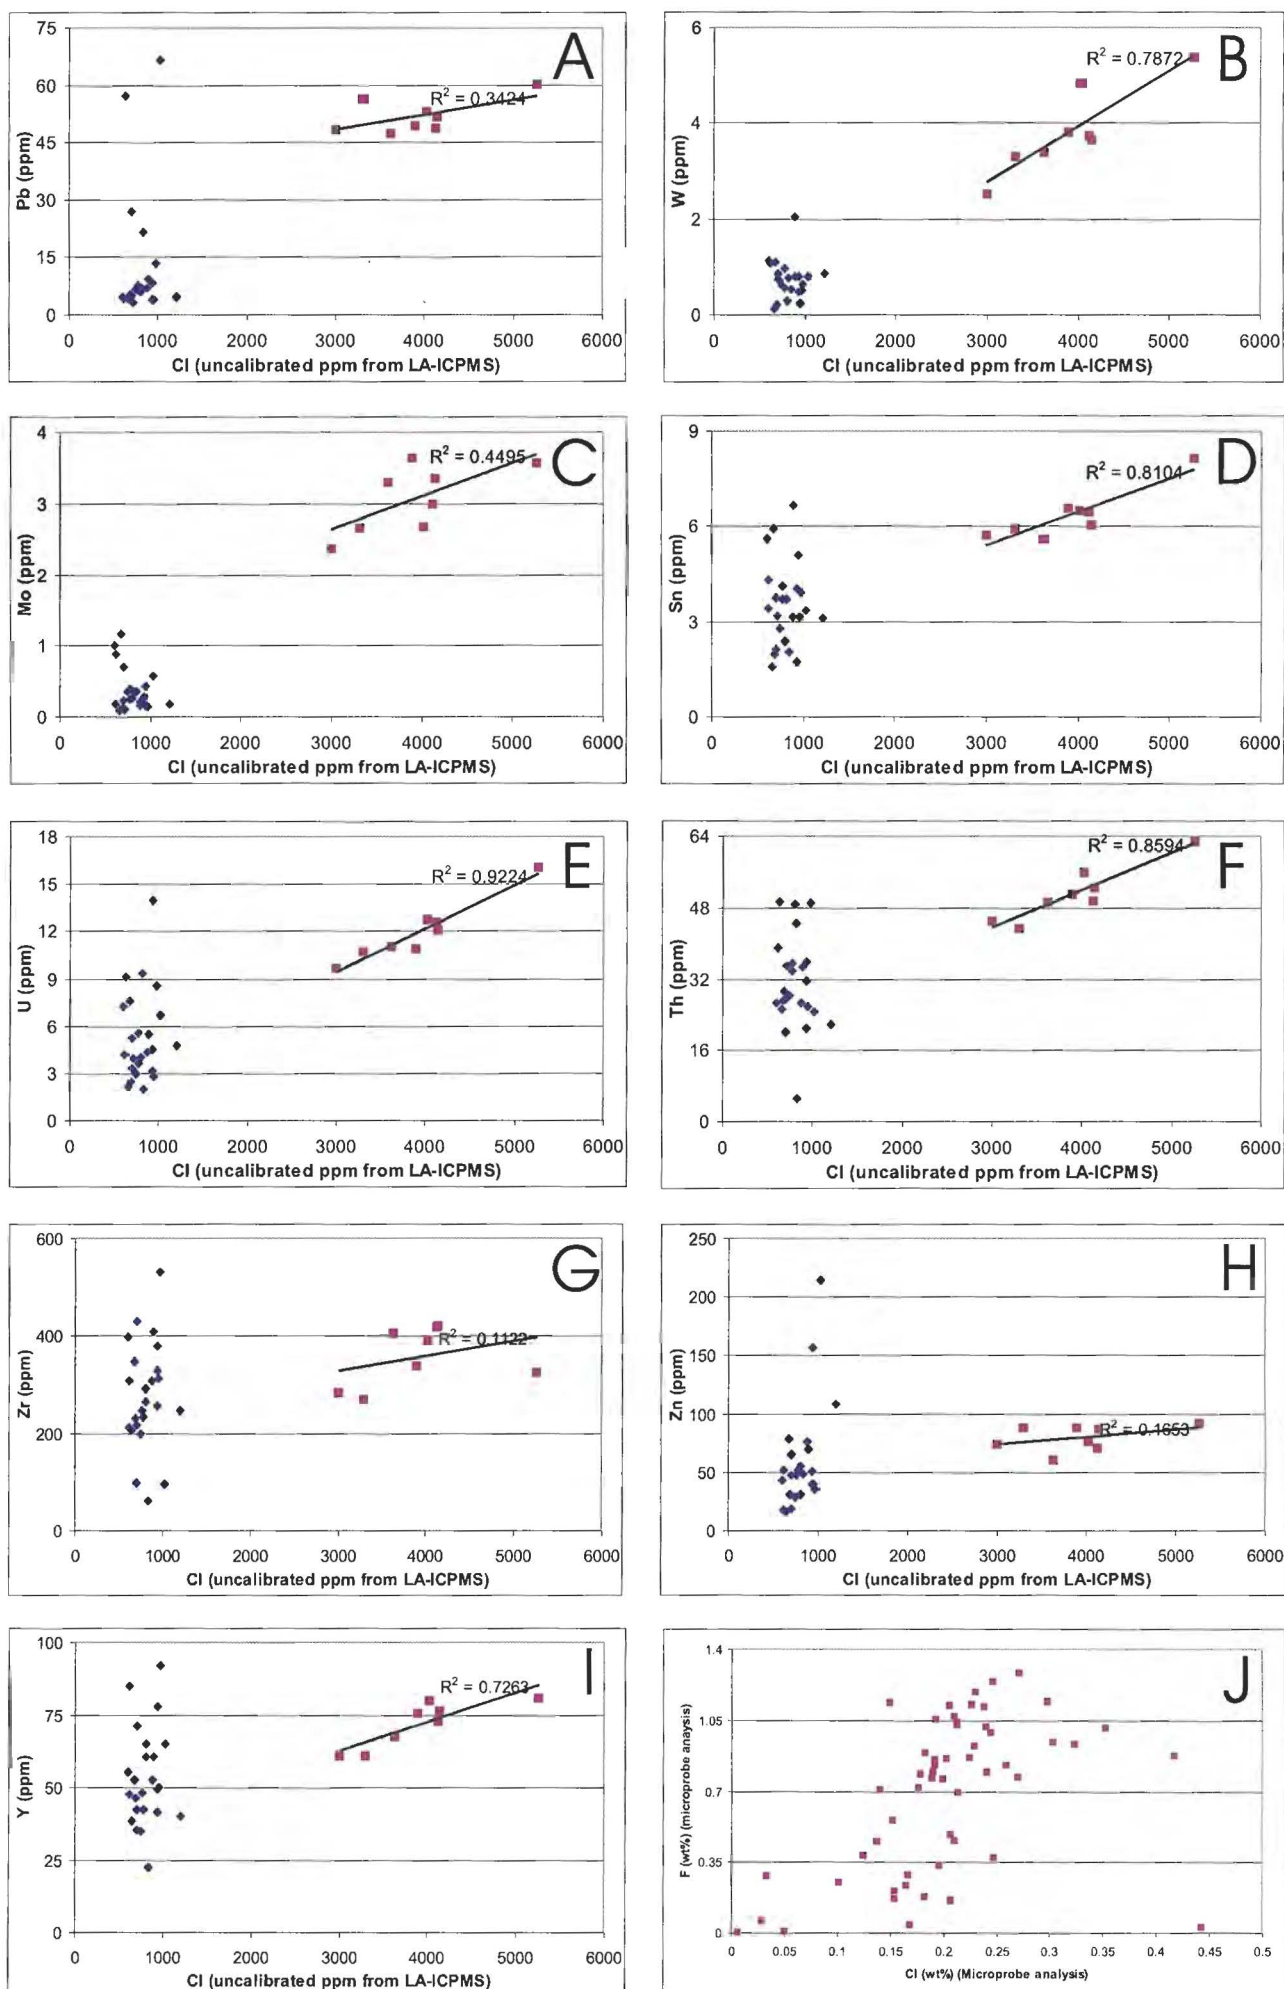 A
Pb (ppm)
75
60
45
30
15
0
R² = 0.3424
0 1000 2000 3000 4000 5000 6000
Cl (uncalibrated ppm from LA-ICPMS)
B
W (ppm)
6
4
2
0
R² = 0.7872
0 1000 2000 3000 4000 5000 6000
Cl (uncalibrated ppm from LA-ICPMS)
C
Mo (ppm)
4
3
2
1
0
R² = 0.4495
0 1000 2000 3000 4000 5000 6000
Cl (uncalibrated ppm from LA-ICPMS)
D
Sn (ppm)
9
6
3
0
R² = 0.8104
0 1000 2000 3000 4000 5000 6000
Cl (uncalibrated ppm from LA-ICPMS)
E
U (ppm)
18
15
12
9
6
3
0
R² = 0.9224
0 1000 2000 3000 4000 5000 6000
Cl (uncalibrated ppm from LA-ICPMS)
F
Th (ppm)
64
48
32
16
0
R² = 0.8594
0 1000 2000 3000 4000 5000 6000
Cl (uncalibrated ppm from LA-ICPMS)
G
Zr (ppm)
600
400
200
0
R² = 0.1122
0 1000 2000 3000 4000 5000 6000
Cl (uncalibrated ppm from LA-ICPMS)
H
Zn (ppm)
250
200
150
100
50
0
R² = 0.1653
0 1000 2000 3000 4000 5000 6000
Cl (uncalibrated ppm from LA-ICPMS)
I
Y (ppm)
100
75
50
25
0
R² = 0.7263
0 1000 2000 3000 4000 5000 6000
Cl (uncalibrated ppm from LA-ICPMS)
J
F (wt%) (microprobe anaysis)
1.4
1.05
0.7
0.35
0
0 0.05 0.1 0.15 0.2 0.25 0.3 0.35 0.4 0.45 0.5
Cl (wt%) (Microprobe analysis)